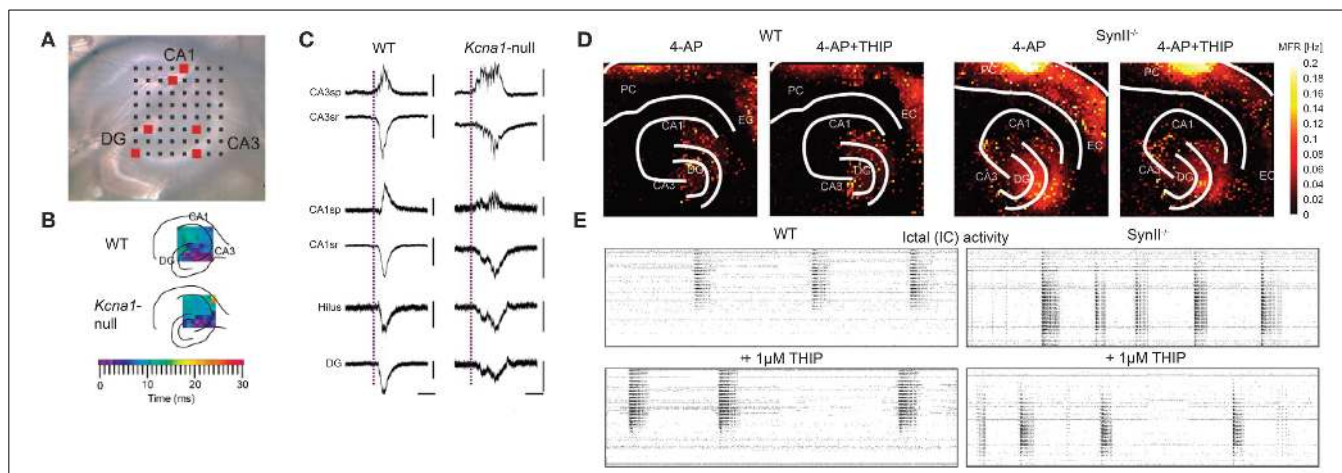 A
CA1
DG
CA3
B
WT
CA1
DG
CA3
Kcna1-
null
0 10 20 30
Time (ms)
C
WT Kcna1-null
CA3sp
CA3sr
CA1sp
CA1sr
Hilus
DG
D
WT SynII-/-
4-AP 4-AP+THIP 4-AP 4-AP+THIP MFR [Hz]
PC
CA1
EC
DG
CA3
PC
CA1
EC
DG
CA3
PC
CA1
EC
CA3
DG
PC
CA1
EC
CA3
DG
0.2
0.18
0.16
0.14
0.12
0.1
0.08
0.06
0.04
0.02
0
E
WT Ictal (IC) activity SynII-/-
+ 1µM THIP + 1µM THIP